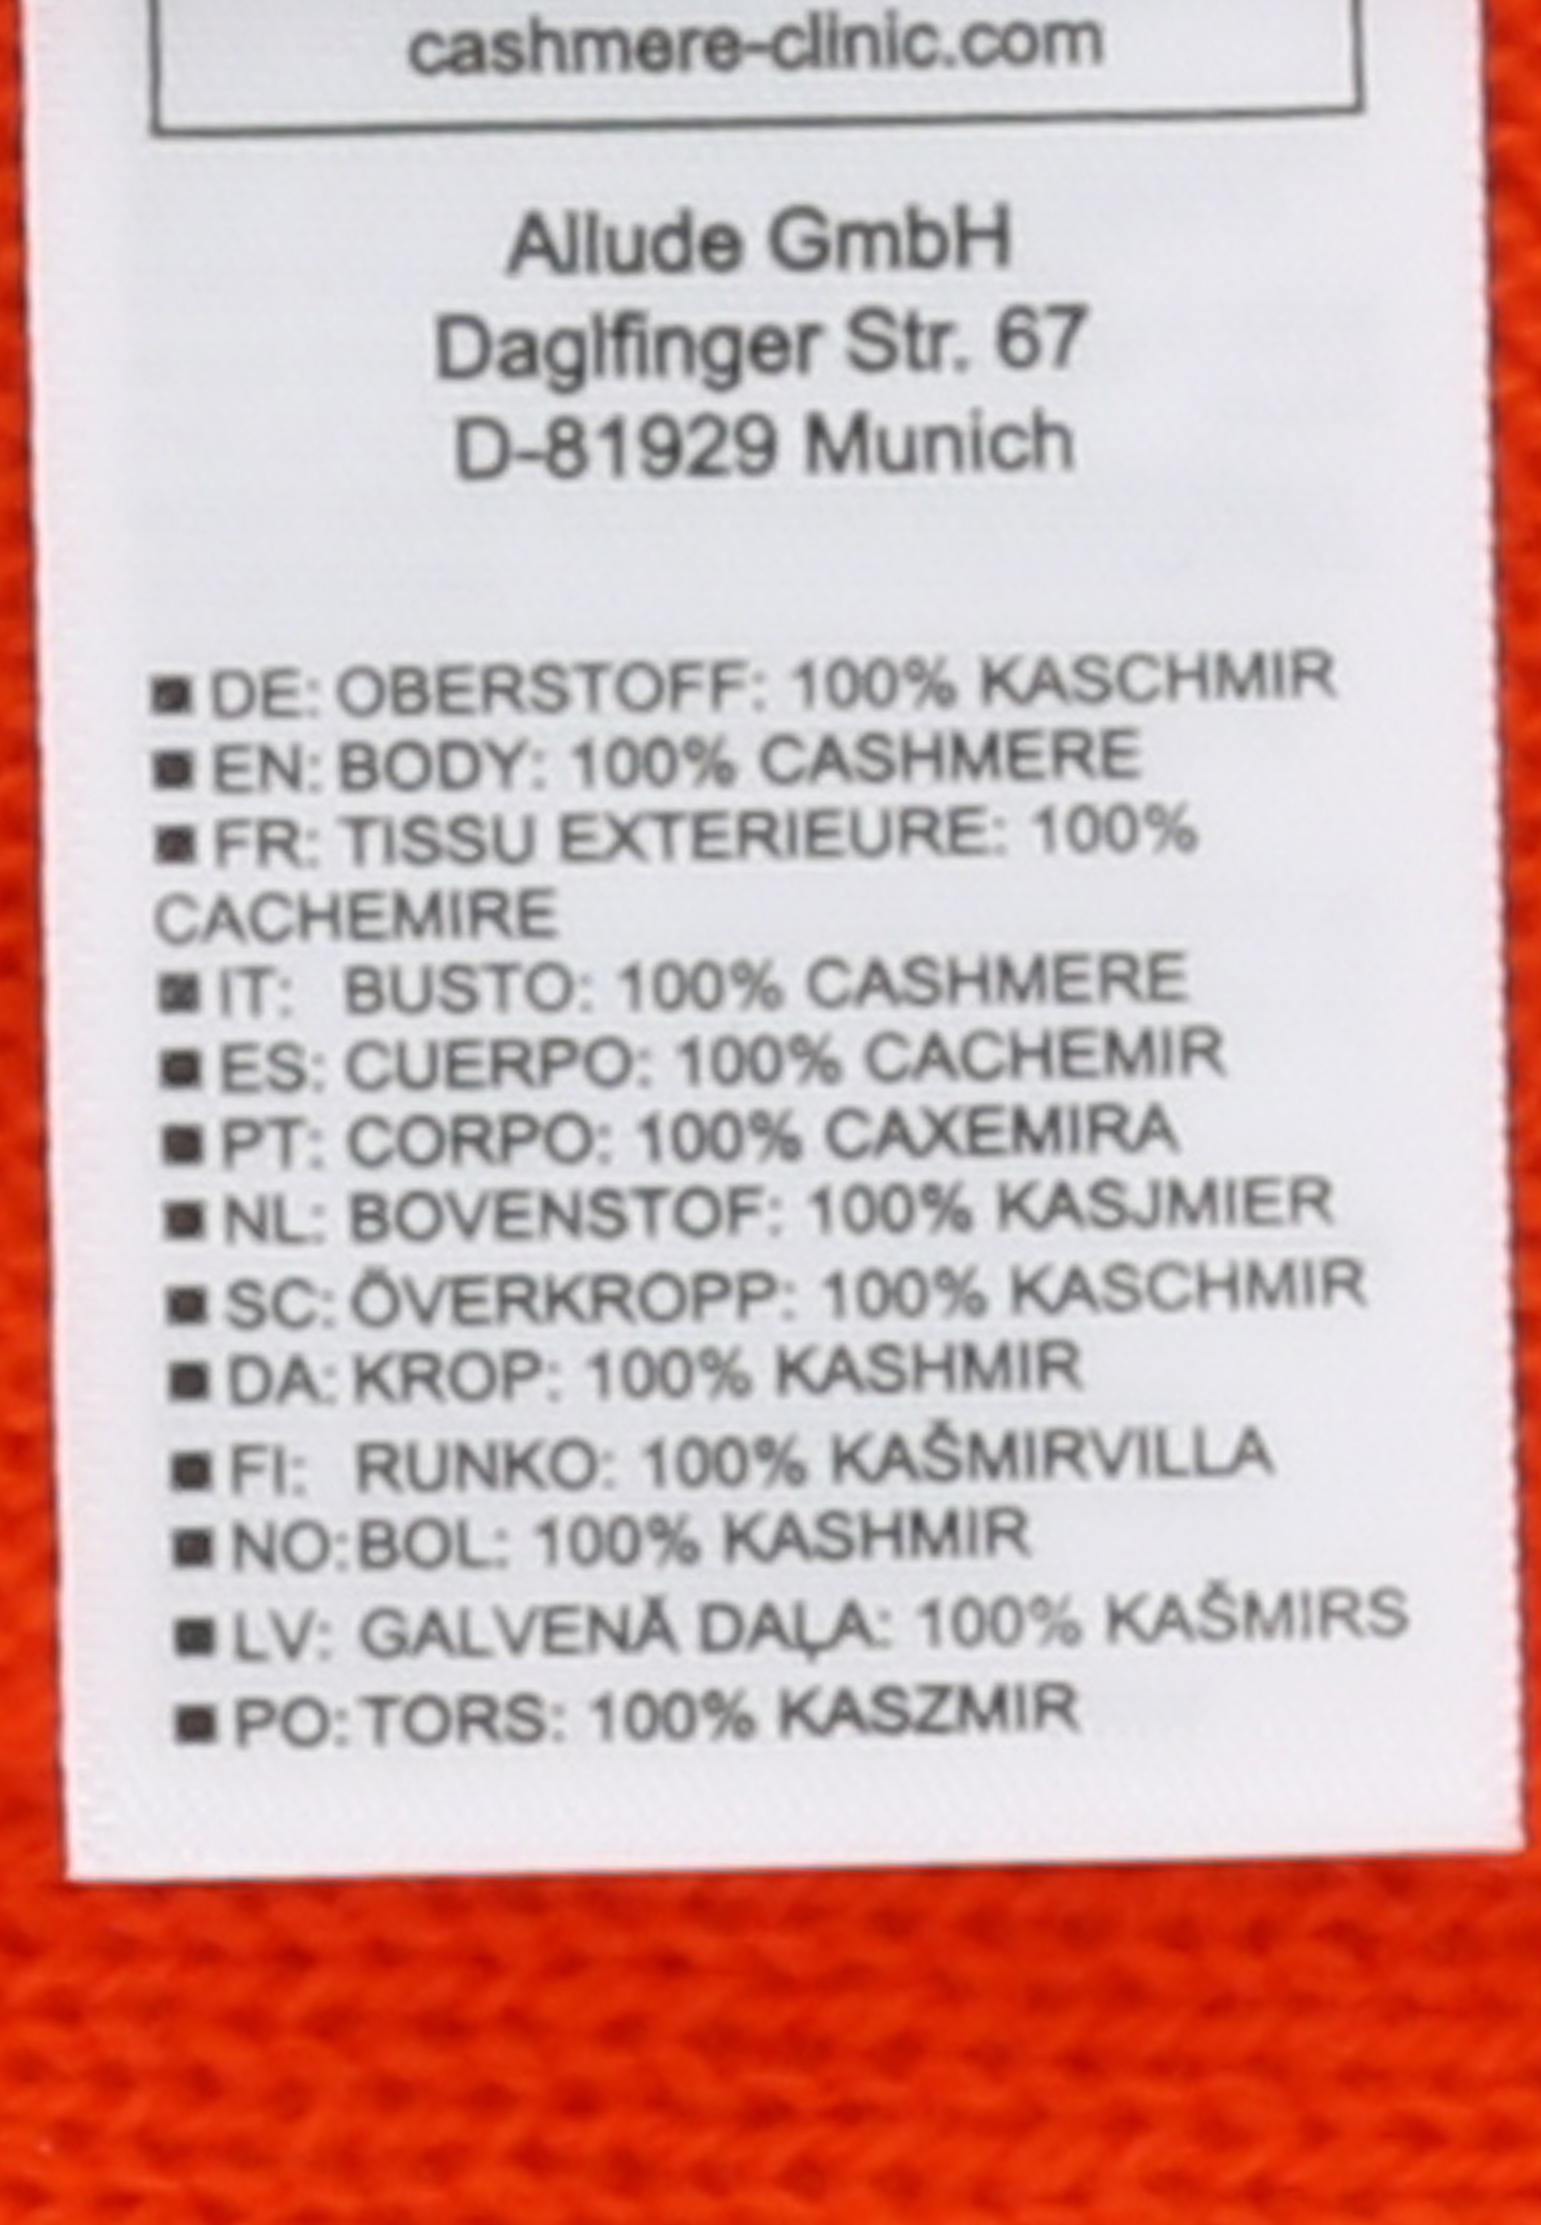 cashmere-clinic.com
Allude GmbH
Daglfinger Str. 67
D-81929 Munich
■ DE: OBERSTOFF: 100% KASCHMIR
■ EN: BODY: 100% CASHMERE
■ FR: TISSU EXTERIEURE: 100%
CACHEMIRE
■ IT: BUSTO: 100% CASHMERE
■ ES: CUERPO: 100% CACHEMIR
■ PT: CORPO: 100% CAXEMIRA
■ NL: BOVENSTOF: 100% KASJMIER
■ SC: ÖVERKROPP: 100% KASCHMIR
■ DA: KROP: 100% KASHMIR
■ FI: RUNKO: 100% KAŠMIRVILLA
■ NO: BOL: 100% KASHMIR
■ LV: GALVENĂ DAĻA: 100% KAŠMIRS
■ PO: TORS: 100% KASZMIR